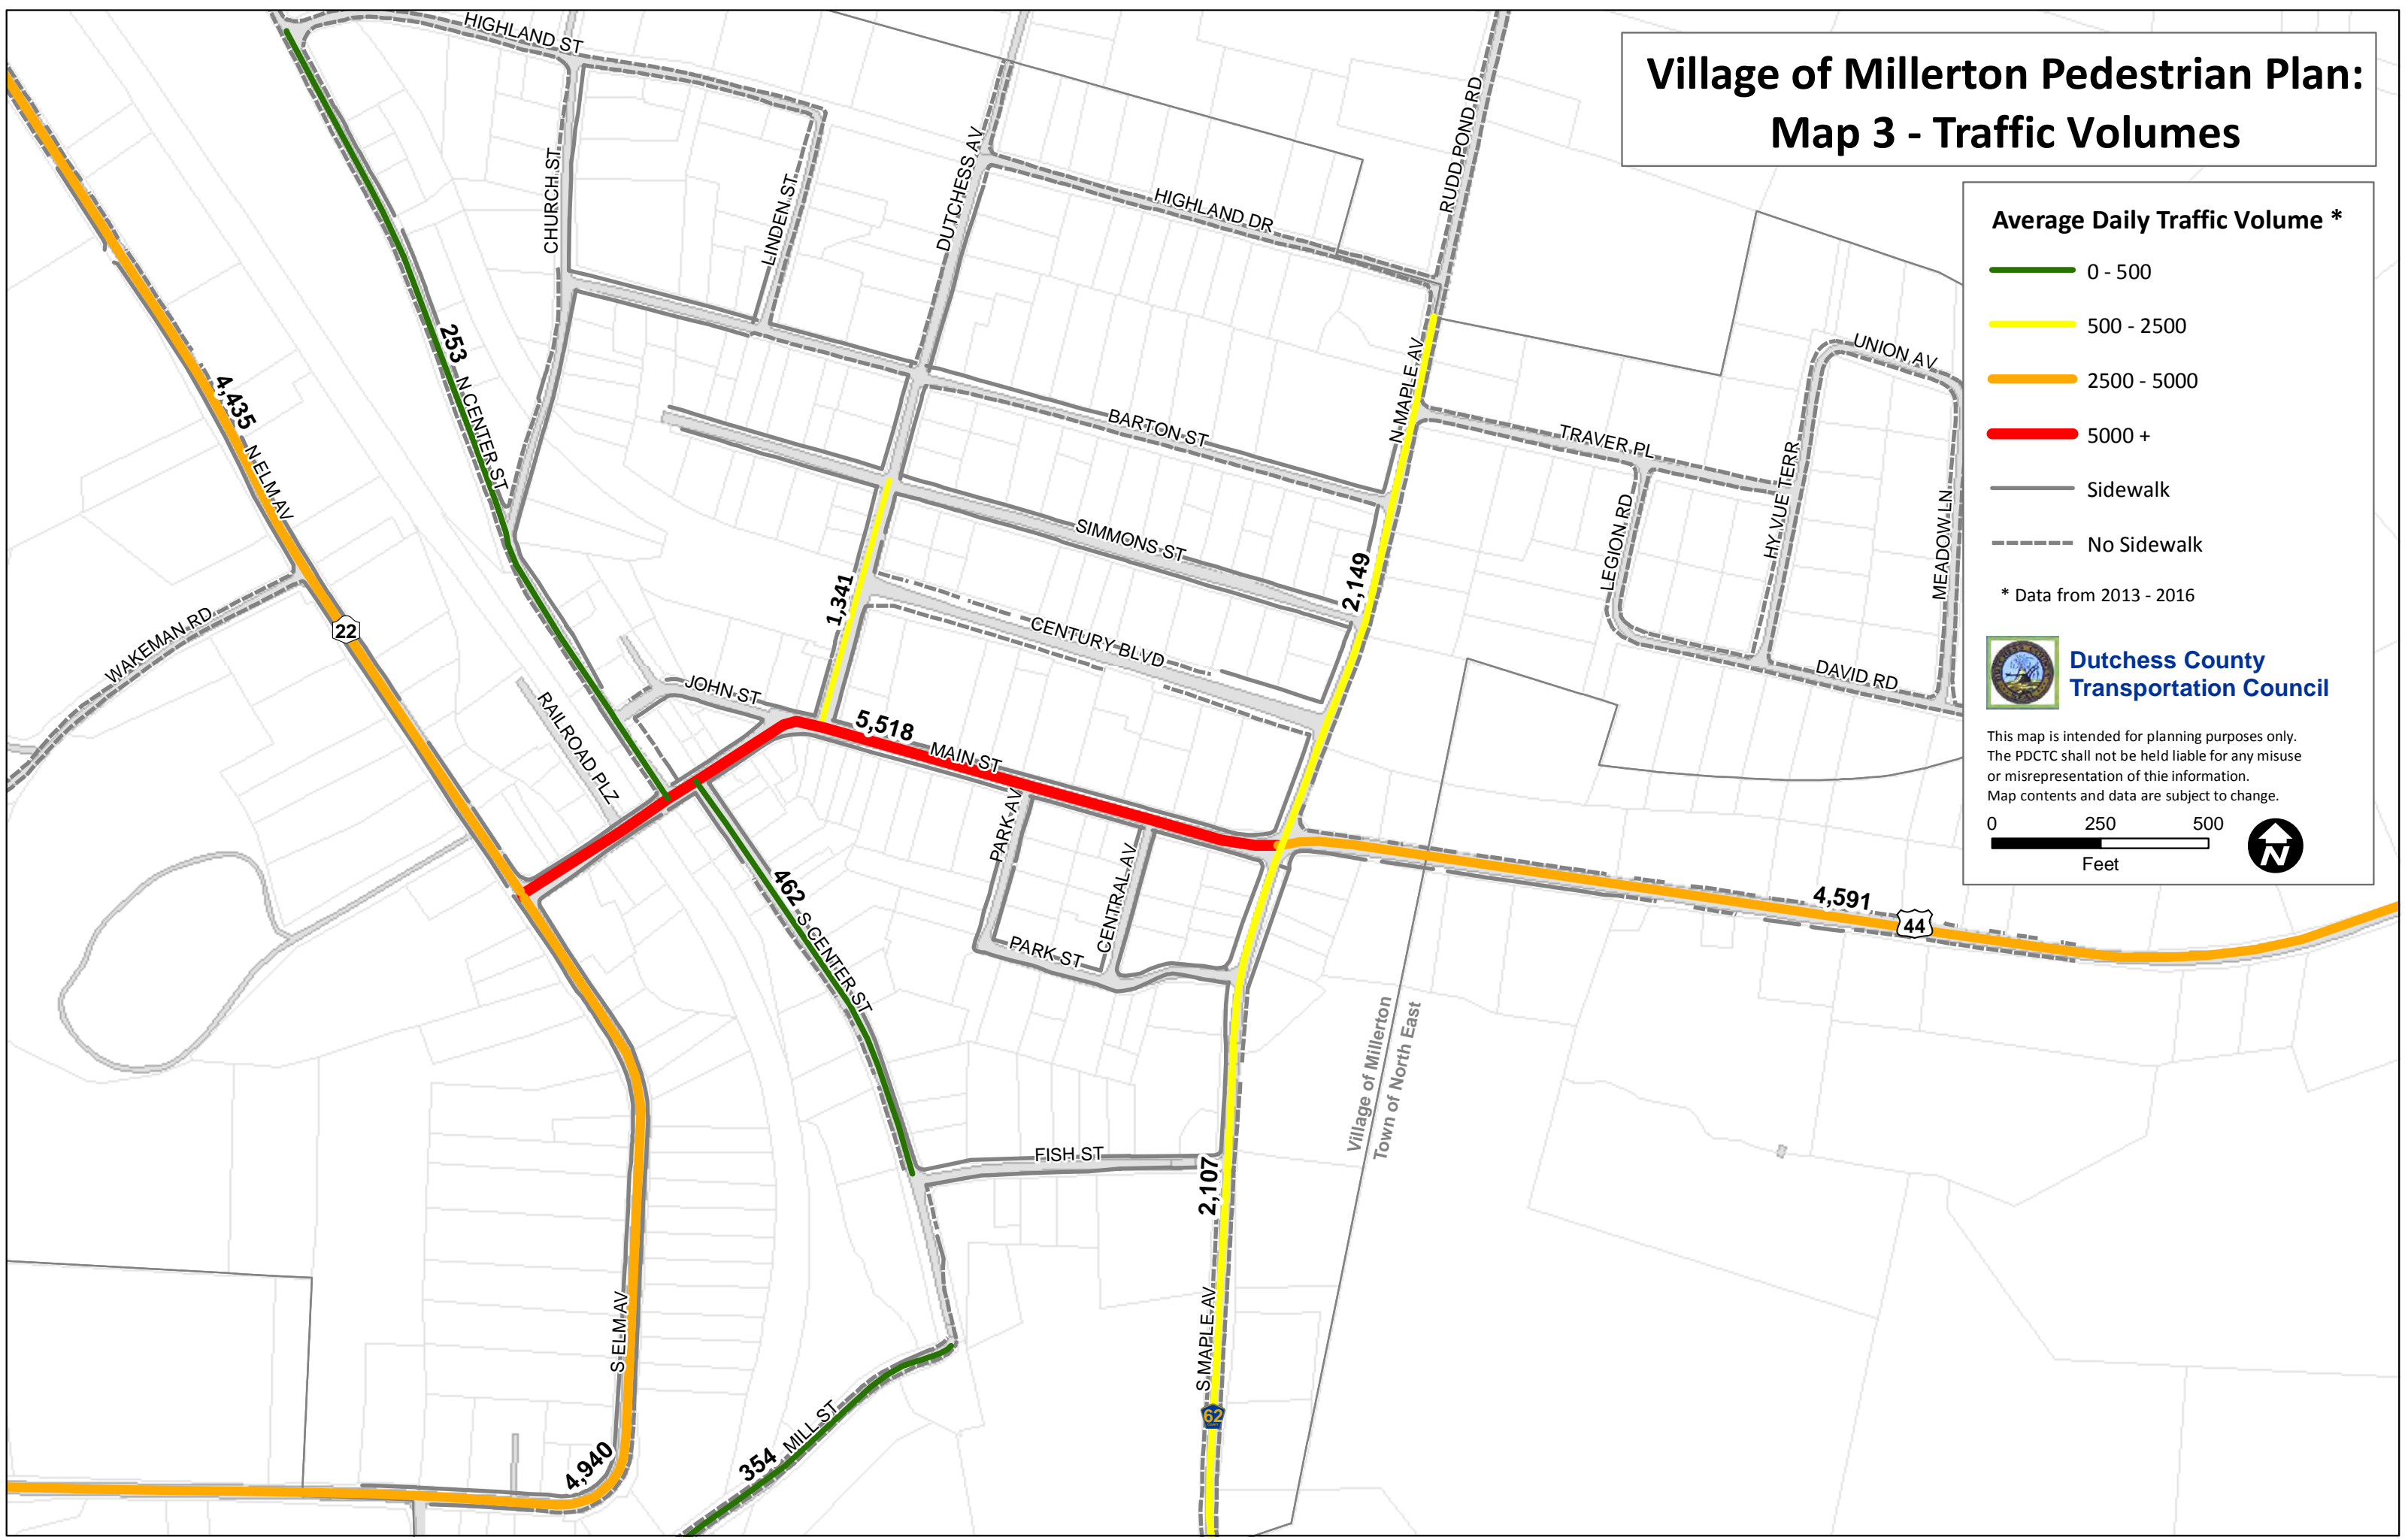 Village of Millerton Pedestrian Plan:
Map 3 - Traffic Volumes
Average Daily Traffic Volume *
0 - 500
500 - 2500
2500 - 5000
5000 +
Sidewalk
No Sidewalk
* Data from 2013 - 2016
Dutchess County
Transportation Council
This map is intended for planning purposes only.
The PDCTC shall not be held liable for any misuse
or misrepresentation of thie information.
Map contents and data are subject to change.
0 250 500
Feet
N
HIGHLAND ST
CHURCH ST
LINDEN ST
DUTCHESS AV
HIGHLAND DR
RUDD POND RD
253
N CENTER ST
4,435
N ELM AV
22
WAKEMAN RD
BARTON ST
N MAPLE AV
TRAVER PL
UNION AV
HY VUE TERR
LEGION RD
MEADOW LN
DAVID RD
SIMMONS ST
2,149
1,341
CENTURY BLVD
JOHN ST
RAILROAD PLZ
5,518
MAIN ST
PARK AV
CENTRAL AV
PARK ST
462
S CENTER ST
4,591
44
Village of Millerton
Town of North East
FISH ST
2,107
S MAPLE AV
62
S ELM AV
4,940
354
MILL ST